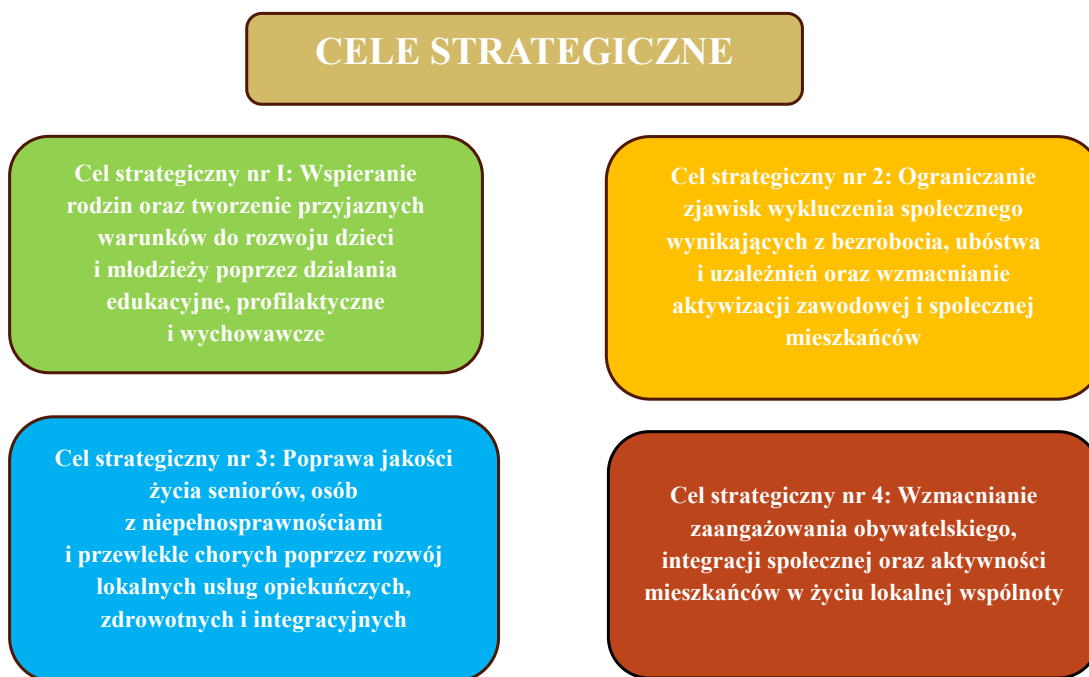 CELE STRATEGICZNE
Cel strategiczny nr I: Wspieranie
rodzin oraz tworzenie przyjaznych
warunków do rozwoju dzieci
i młodzieży poprzez działania
edukacyjne, profilaktyczne
i wychowawcze
Cel strategiczny nr 2: Ograniczanie
zjawisk wykluczenia społecznego
wynikających z bezrobocia, ubóstwa
i uzależnień oraz wzmacnianie
aktywizacji zawodowej i społecznej
mieszkańców
Cel strategiczny nr 3: Poprawa jakości
życia seniorów, osób
z niepełnosprawnościami
i przewlekle chorych poprzez rozwój
lokalnych usług opiekuńczych,
zdrowotnych i integracyjnych
Cel strategiczny nr 4: Wzmacnianie
zaangażowania obywatelskiego,
integracji społecznej oraz aktywności
mieszkańców w życiu lokalnej wspólnoty